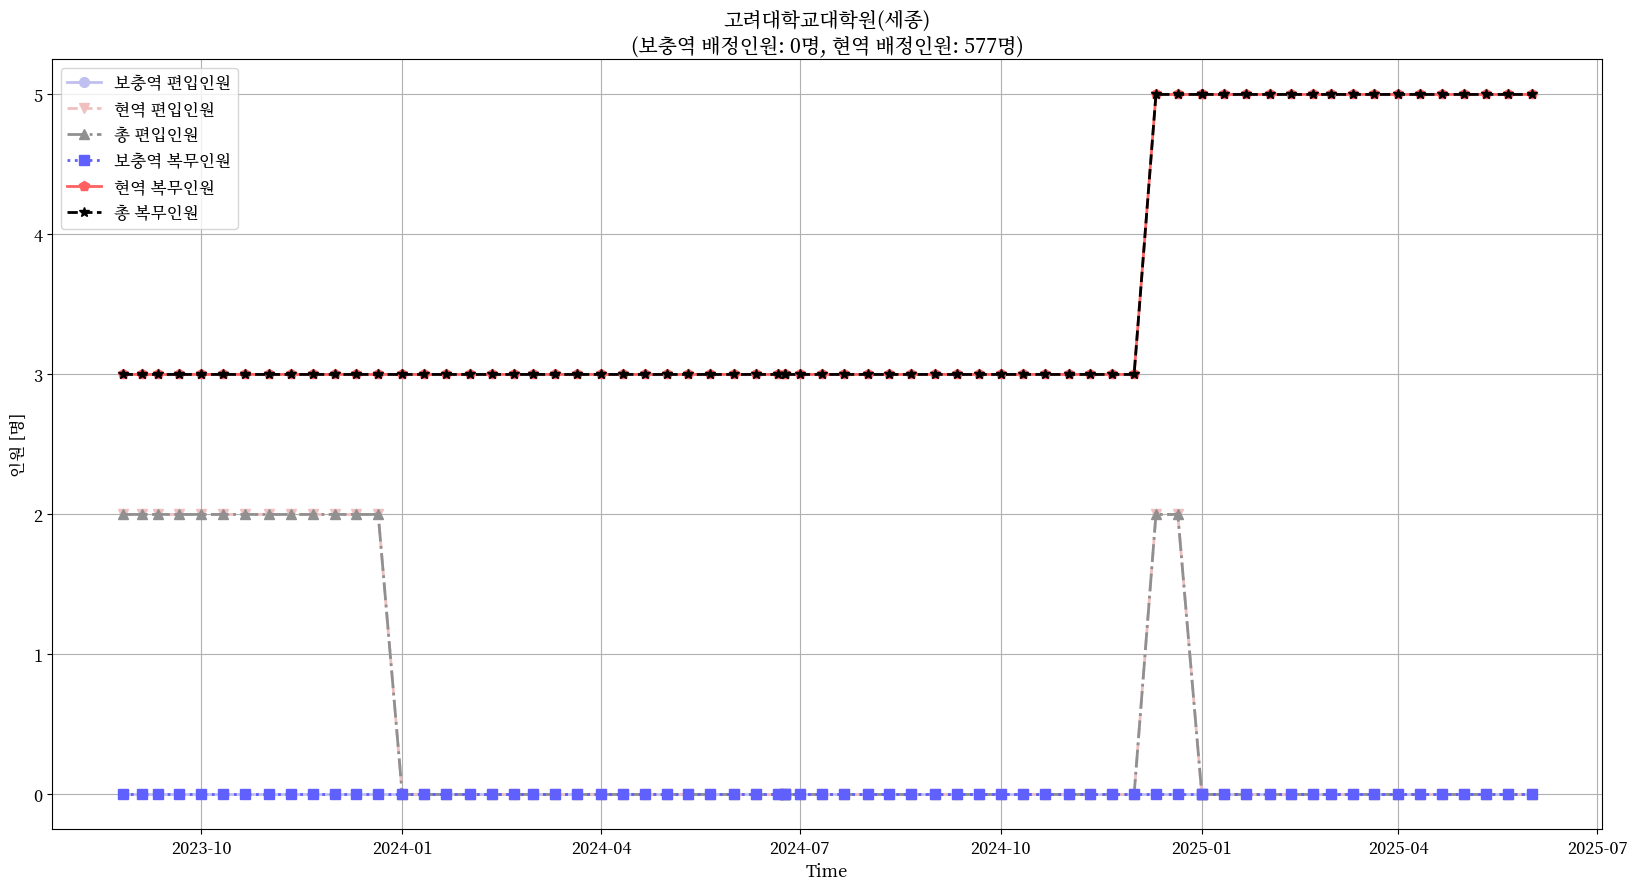 고려대학교대학원(세종)
(보충역 배정인원: 0명, 현역 배정인원: 577명)
보충역 편입인원
현역 편입인원
총 편입인원
보충역 복무인원
현역 복무인원
총 복무인원
5
4
3
2
1
0
인원 [명]
2023-10
2024-01
2024-04
2024-07
2024-10
2025-01
2025-04
2025-07
Time